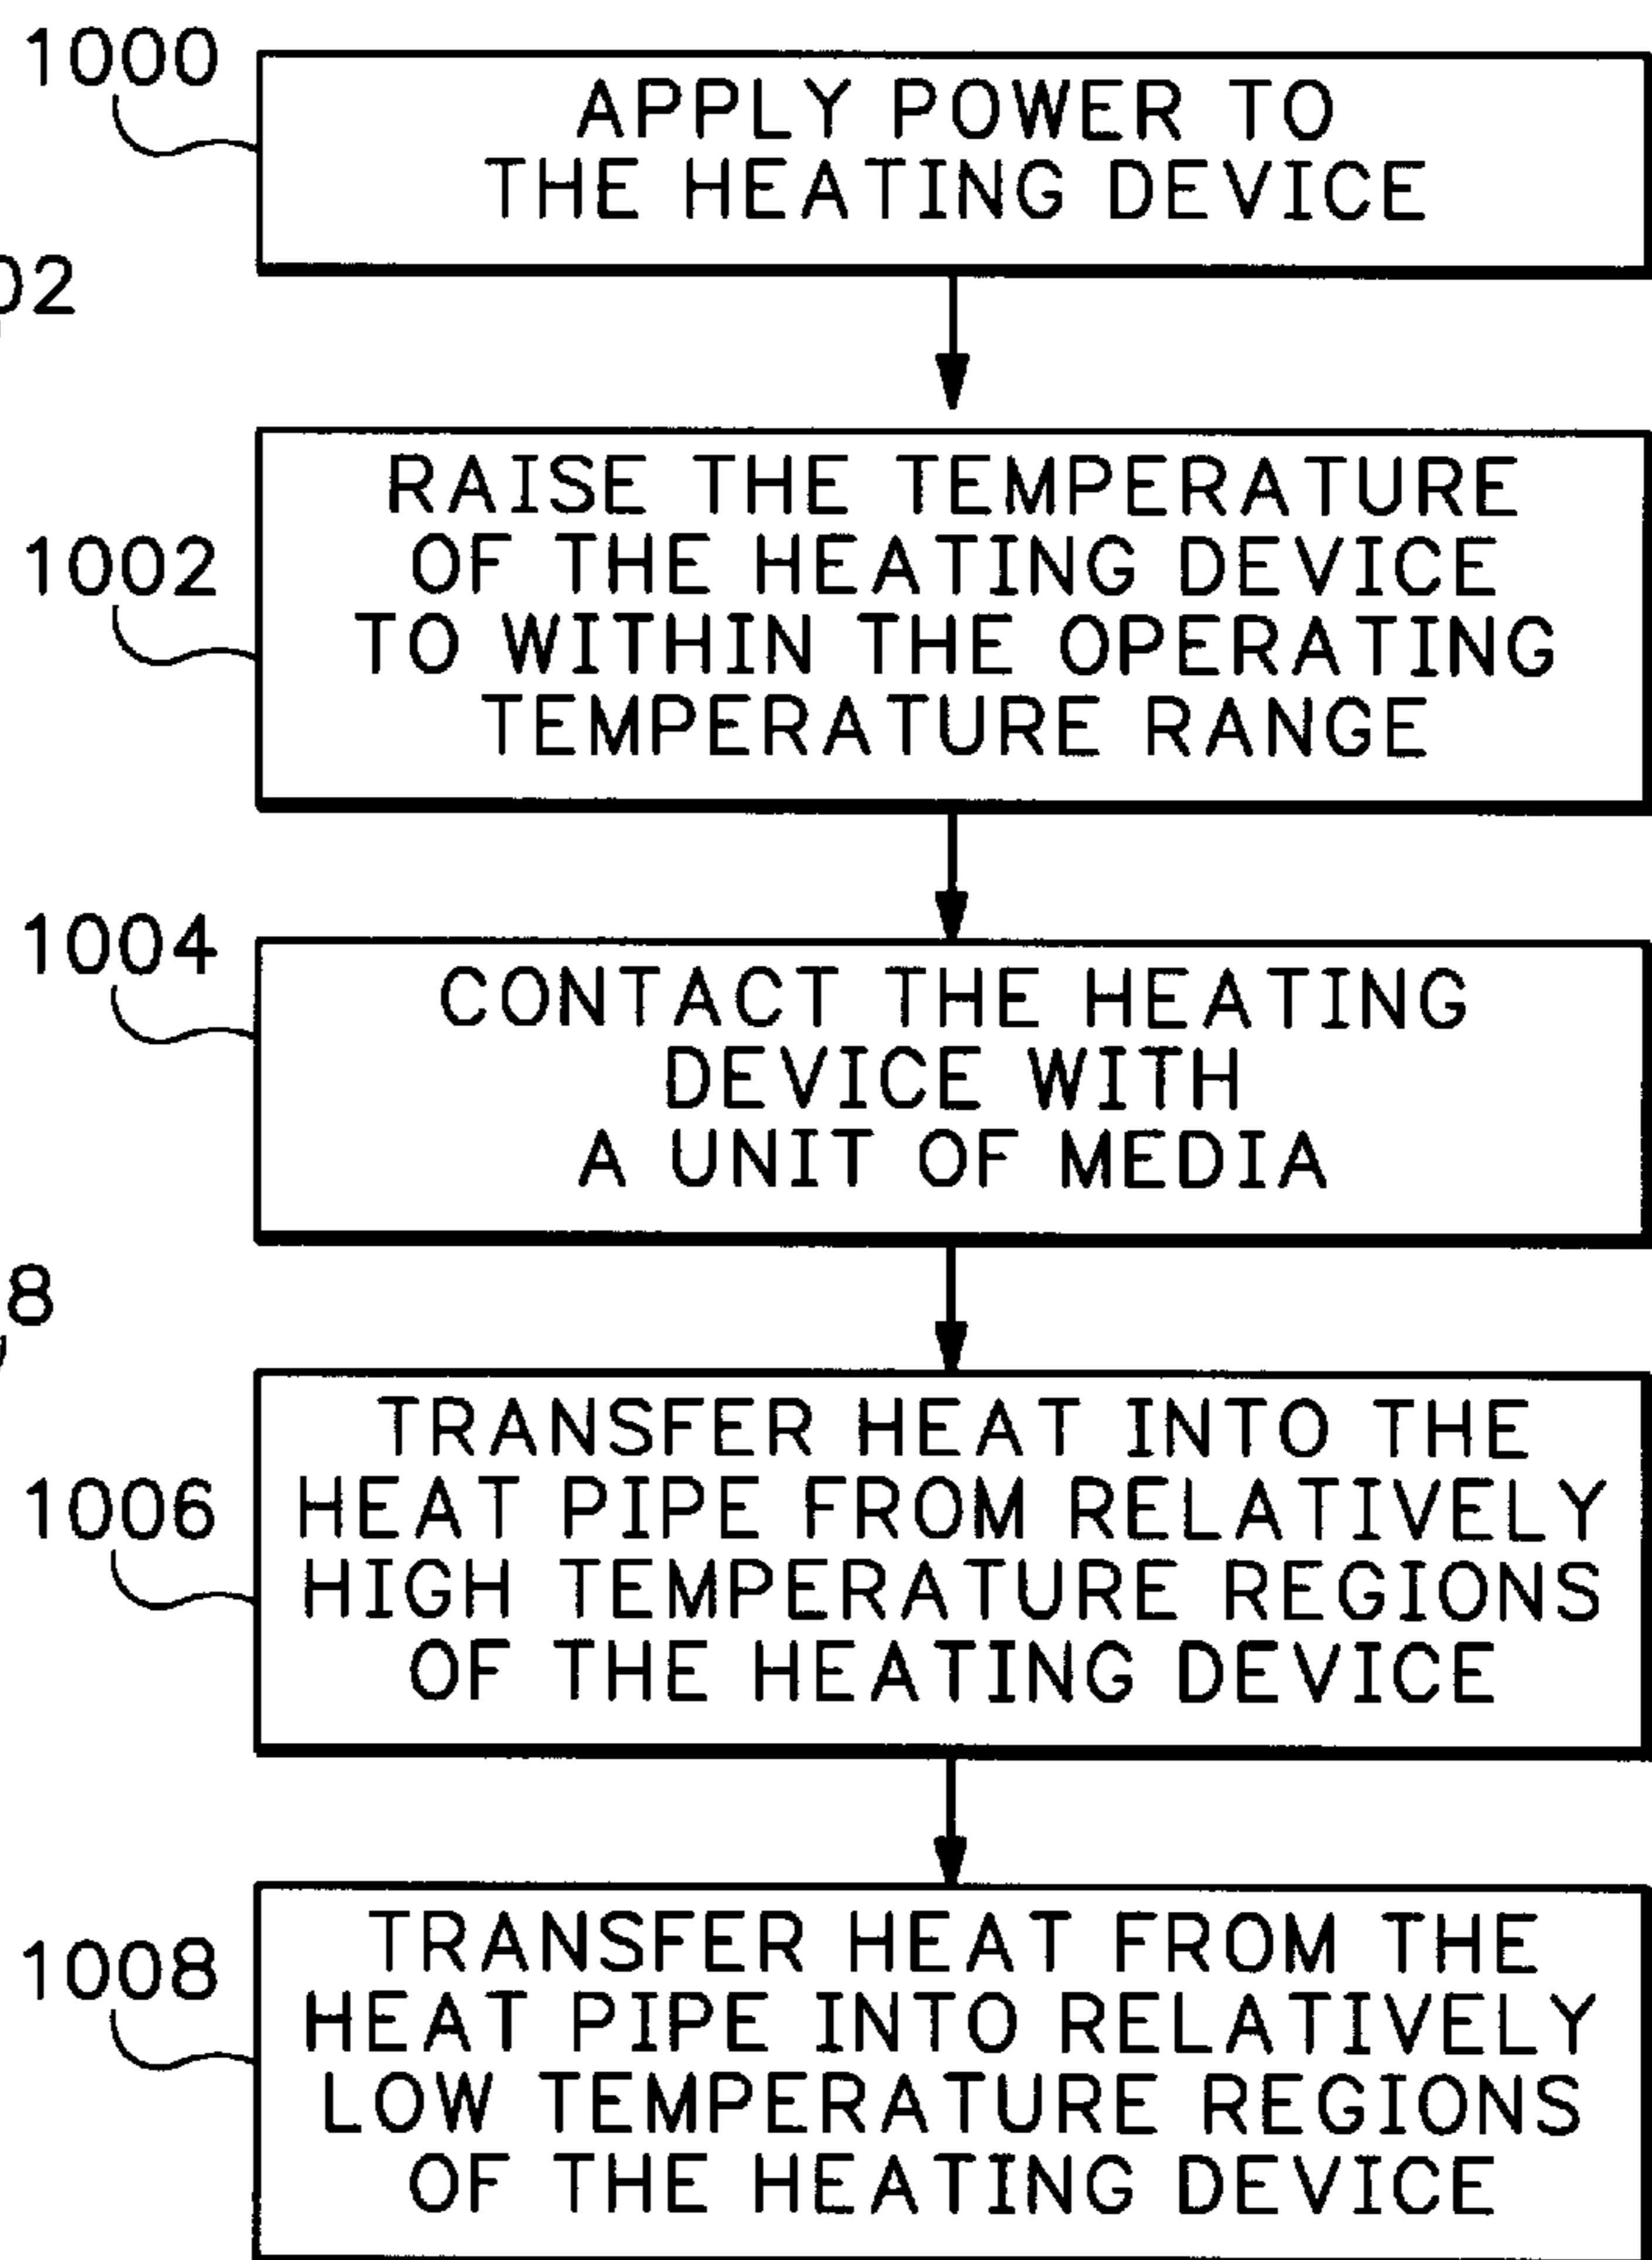 1000
APPLY POWER TO
THE HEATING DEVICE
02
1002
RAISE THE TEMPERATURE
OF THE HEATING DEVICE
TO WITHIN THE OPERATING
TEMPERATURE RANGE
1004
CONTACT THE HEATING
DEVICE WITH
A UNIT OF MEDIA
8
1006
TRANSFER HEAT INTO THE
HEAT PIPE FROM RELATIVELY
HIGH TEMPERATURE REGIONS
OF THE HEATING DEVICE
1008
TRANSFER HEAT FROM THE
HEAT PIPE INTO RELATIVELY
LOW TEMPERATURE REGIONS
OF THE HEATING DEVICE